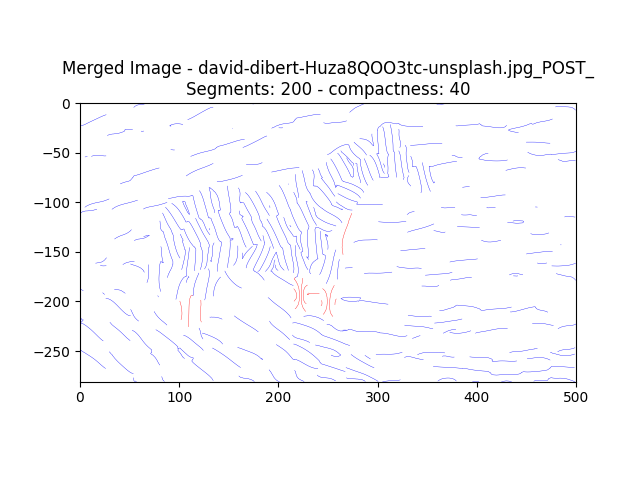 Merged Image - david-dibert-Huza8QOO3tc-unsplash.jpg_POST_
Segments: 200 - compactness: 40
0
−50
−100
−150
−200
−250
0 100 200 300 400 500